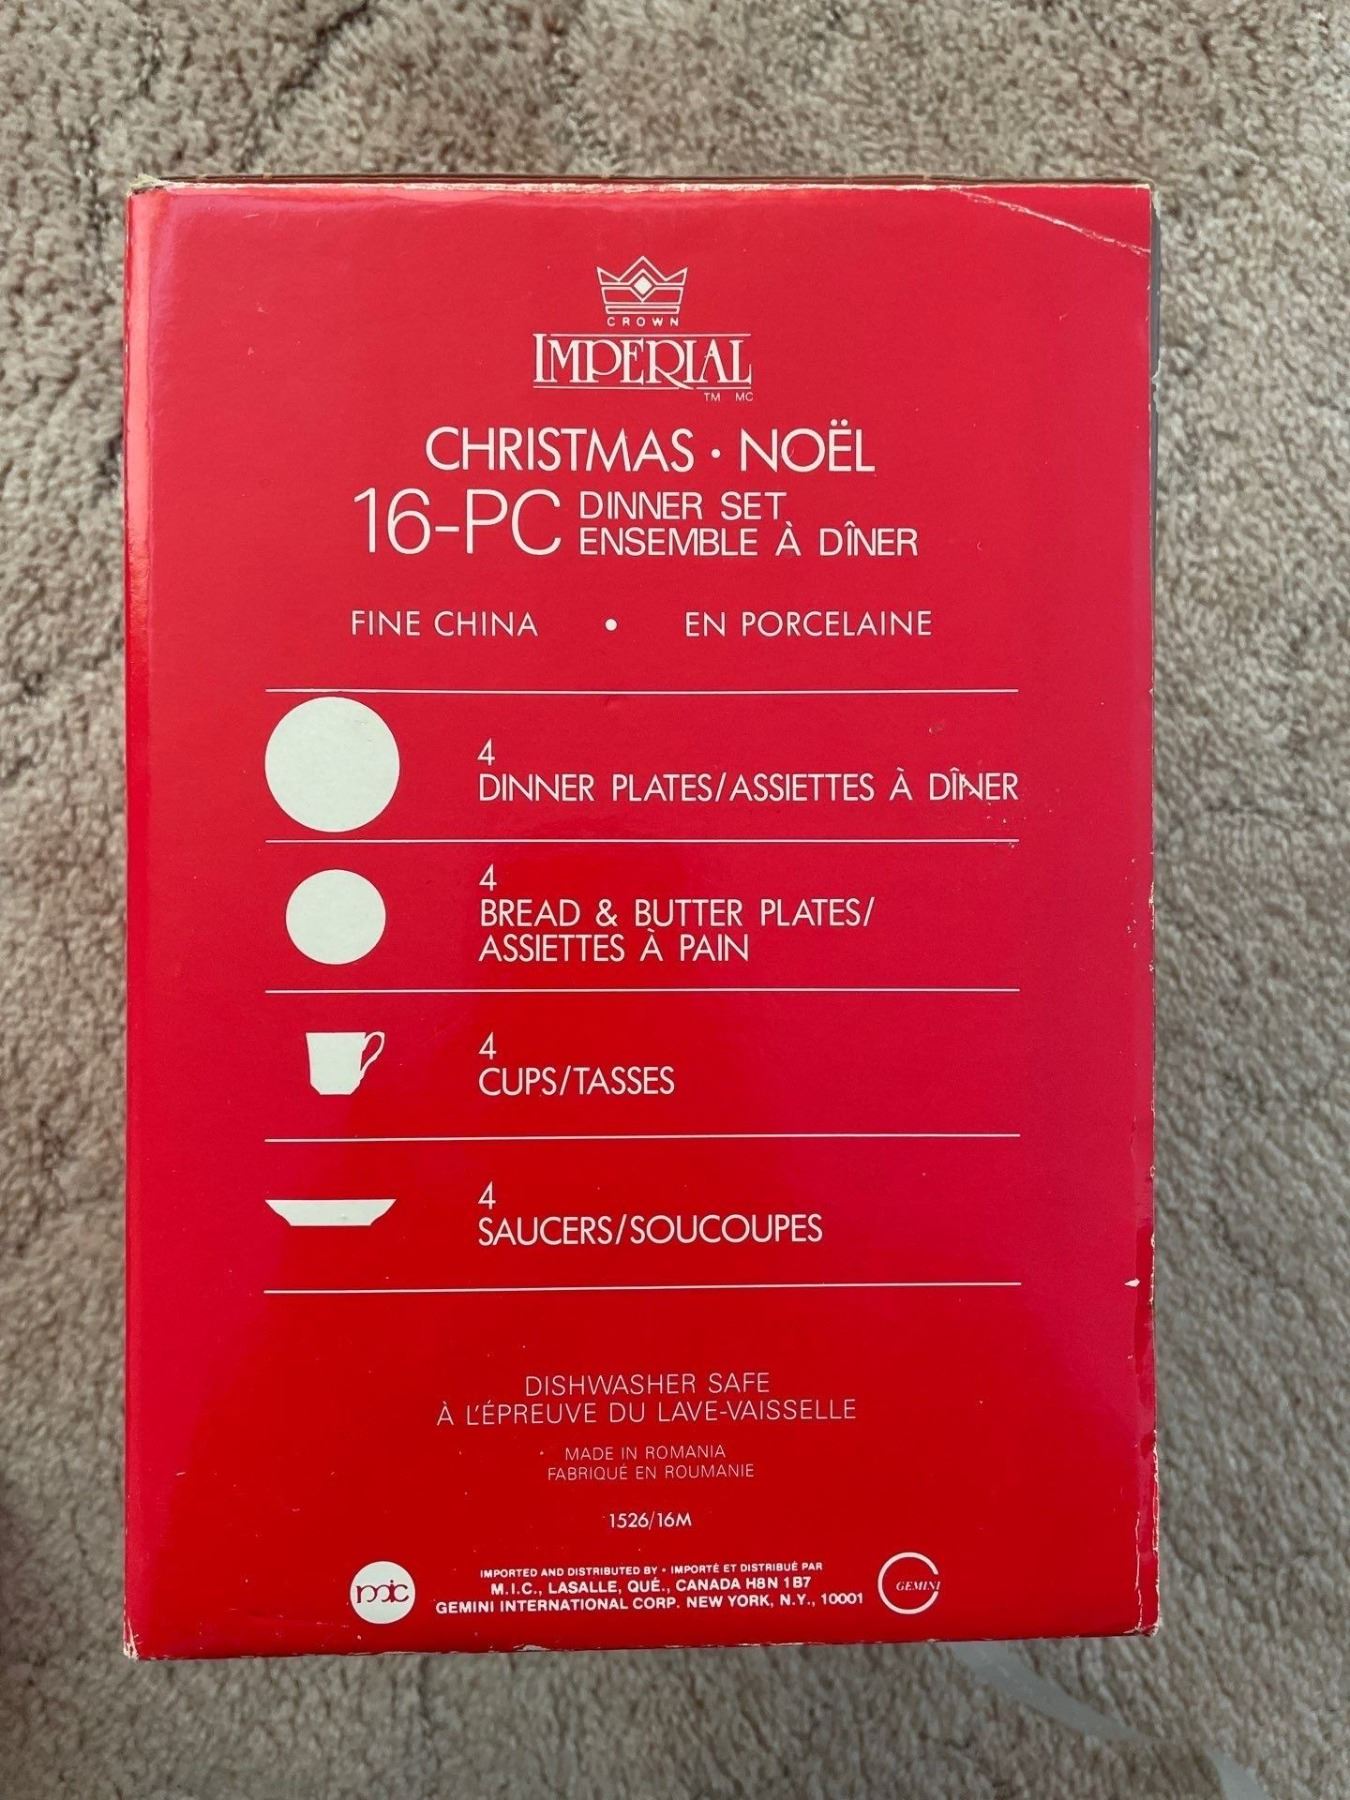 CROWN
IMPERIAL
TM MC
CHRISTMAS • NOËL
16-PC DINNER SET
ENSEMBLE À DÎNER
FINE CHINA • EN PORCELAINE
4
DINNER PLATES/ASSIETTES À DÎNER
4
BREAD & BUTTER PLATES/
ASSIETTES À PAIN
4
CUPS/TASSES
4
SAUCERS/SOUCOUPES
DISHWASHER SAFE
À L'ÉPREUVE DU LAVE-VAISSELLE
MADE IN ROMANIA
FABRIQUÉ EN ROUMANIE
1526/16M
mic
IMPORTED AND DISTRIBUTED BY • IMPORTÉ ET DISTRIBUÉ PAR
M.I.C., LASALLE, QUÉ., CANADA H8N 1B7
GEMINI INTERNATIONAL CORP. NEW YORK, N.Y., 10001
GEMINI